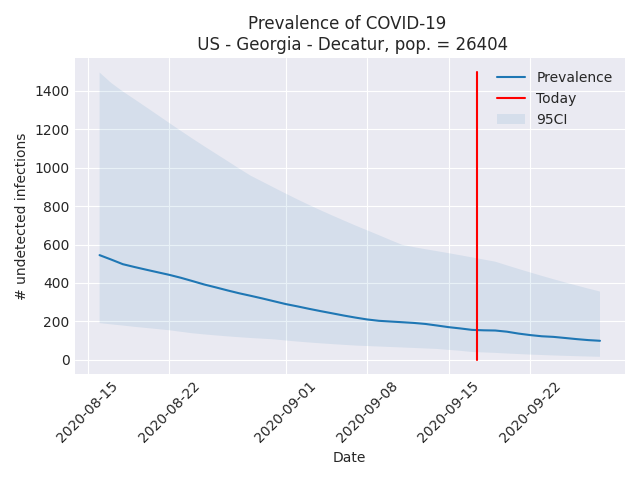 Prevalence of COVID-19
US - Georgia - Decatur, pop. = 26404
Prevalence
Today
95CI
1400
1200
1000
800
600
400
200
0
# undetected infections
2020-08-15
2020-08-22
2020-09-01
2020-09-08
2020-09-15
2020-09-22
Date